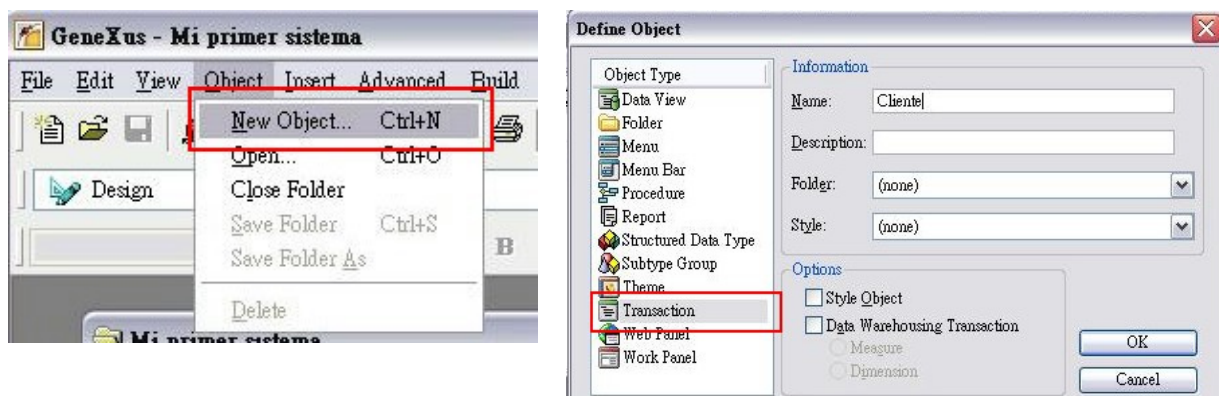 GeneXus - Mi primer sistema
File Edit View Object Insert Advanced Build
New Object... Ctrl+N
Open... Ctrl+O
Design
Close Folder
Save Folder Ctrl+S
B
Save Folder As
Delete
Mi primer sistema
Define Object
Object Type
Data View
Folder
Menu
Menu Bar
Procedure
Report
Structured Data Type
Subtype Group
Theme
Transaction
Web Panel
Work Panel
Information
Name: Cliente
Description:
Folder: (none)
Style: (none)
Options
Style Object
Data Warehousing Transaction
Measure
Dimension
OK
Cancel